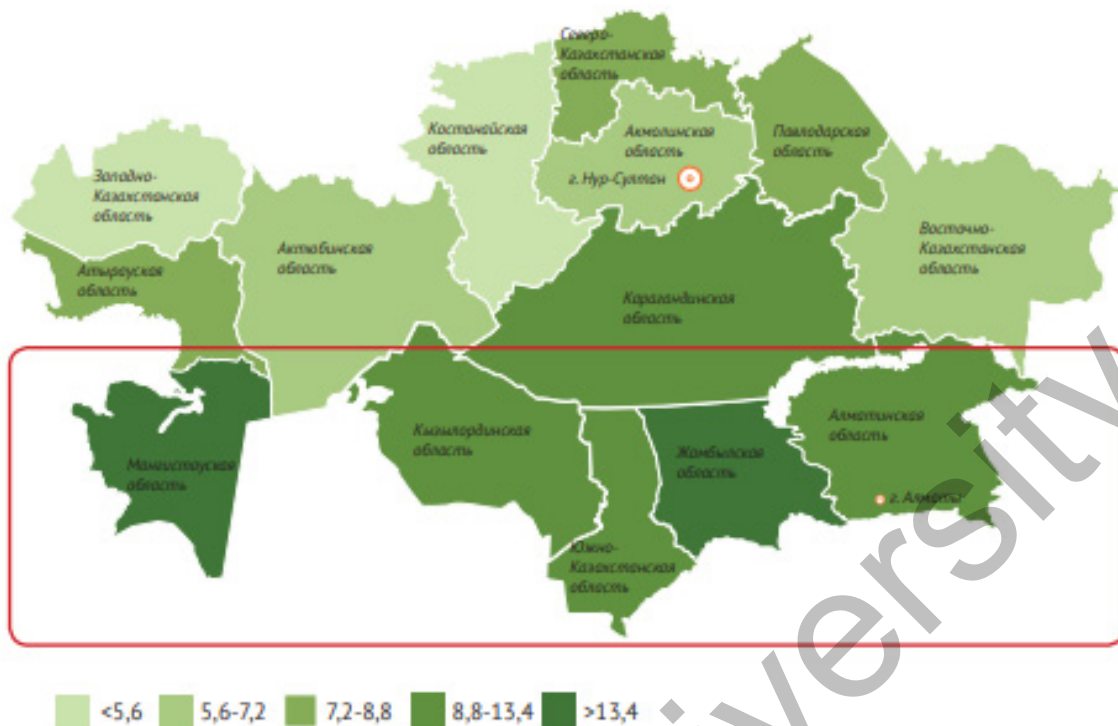 Северо-
Казахстанская
область
Костанайская
область
Акмолинская
область
г. Нур-Султан
Павлодарская
область
Западно-
Казахстанская
область
Актюбинская
область
Восточно-
Казахстанская
область
Атырауская
область
Карагандинская
область
Мангистауская
область
Кызылординская
область
Жамбылская
область
Алматинская
область
г. Алматы
Южно-
Казахстанская
область
<5,6
5,6-7,2
7,2-8,8
8,8-13,4
>13,4
versity